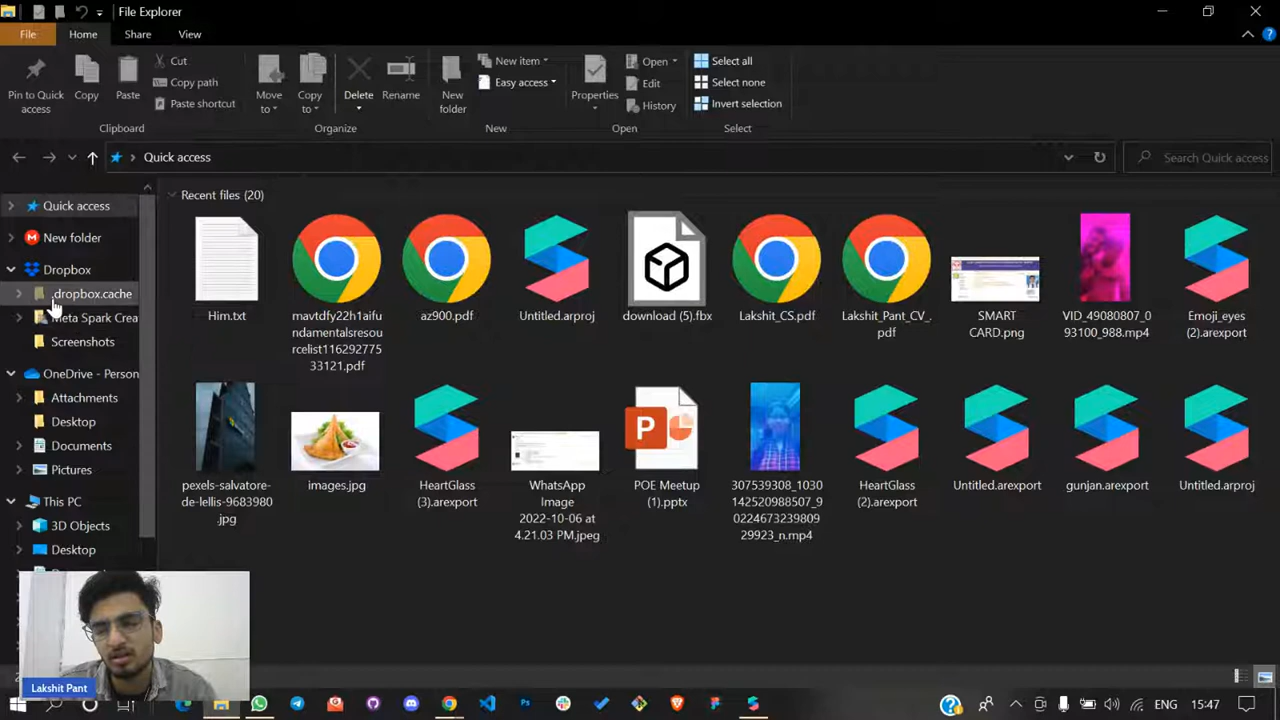 File Explorer
File
Home
Share
View
Pin to Quick access
Copy
Paste
Cut
Copy path
Paste shortcut
Clipboard
Move to
Copy to
Delete
Rename
Organize
New folder
New item
Easy access
New
Properties
Open
Edit
History
Open
Select all
Select none
Invert selection
Select
Quick access
Search Quick access
Quick access
New folder
Dropbox
.dropbox.cache
Meta Spark Crea
Screenshots
OneDrive - Person
Attachments
Desktop
Documents
Pictures
This PC
3D Objects
Desktop
Recent files (20)
Him.txt
mavtdfy22h1aifu
ndamentalsresou
rcelist116292775
33121.pdf
az900.pdf
Untitled.arproj
download (5).fbx
Lakshit_CS.pdf
Lakshit_Pant_CV_.
pdf
SMART
CARD.png
VID_49080807_0
93100_988.mp4
Emoji_eyes
(2).arexport
pexels-salvatore-
de-lellis-9683980
.jpg
images.jpg
HeartGlass
(3).arexport
WhatsApp
Image
2022-10-06 at
4.21.03 PM.jpeg
P
POE Meetup
(1).pptx
307539308_1030
142520988507_9
0224673239809
29923_n.mp4
HeartGlass
(2).arexport
Untitled.arexport
gunjan.arexport
Untitled.arproj
Lakshit Pant
Ps
ENG
15:47